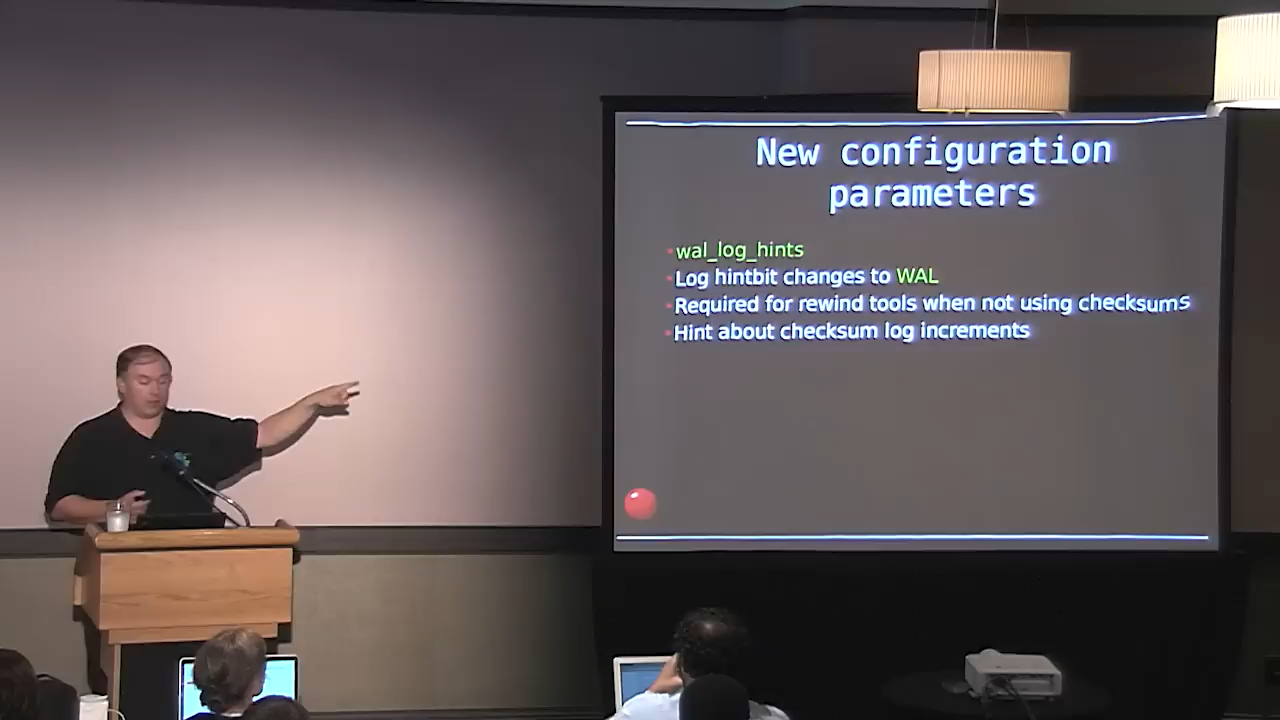 New configuration
parameters
wal_log_hints
Log hintbit changes to WAL
Required for rewind tools when not using checksums
Hint about checksum log increments